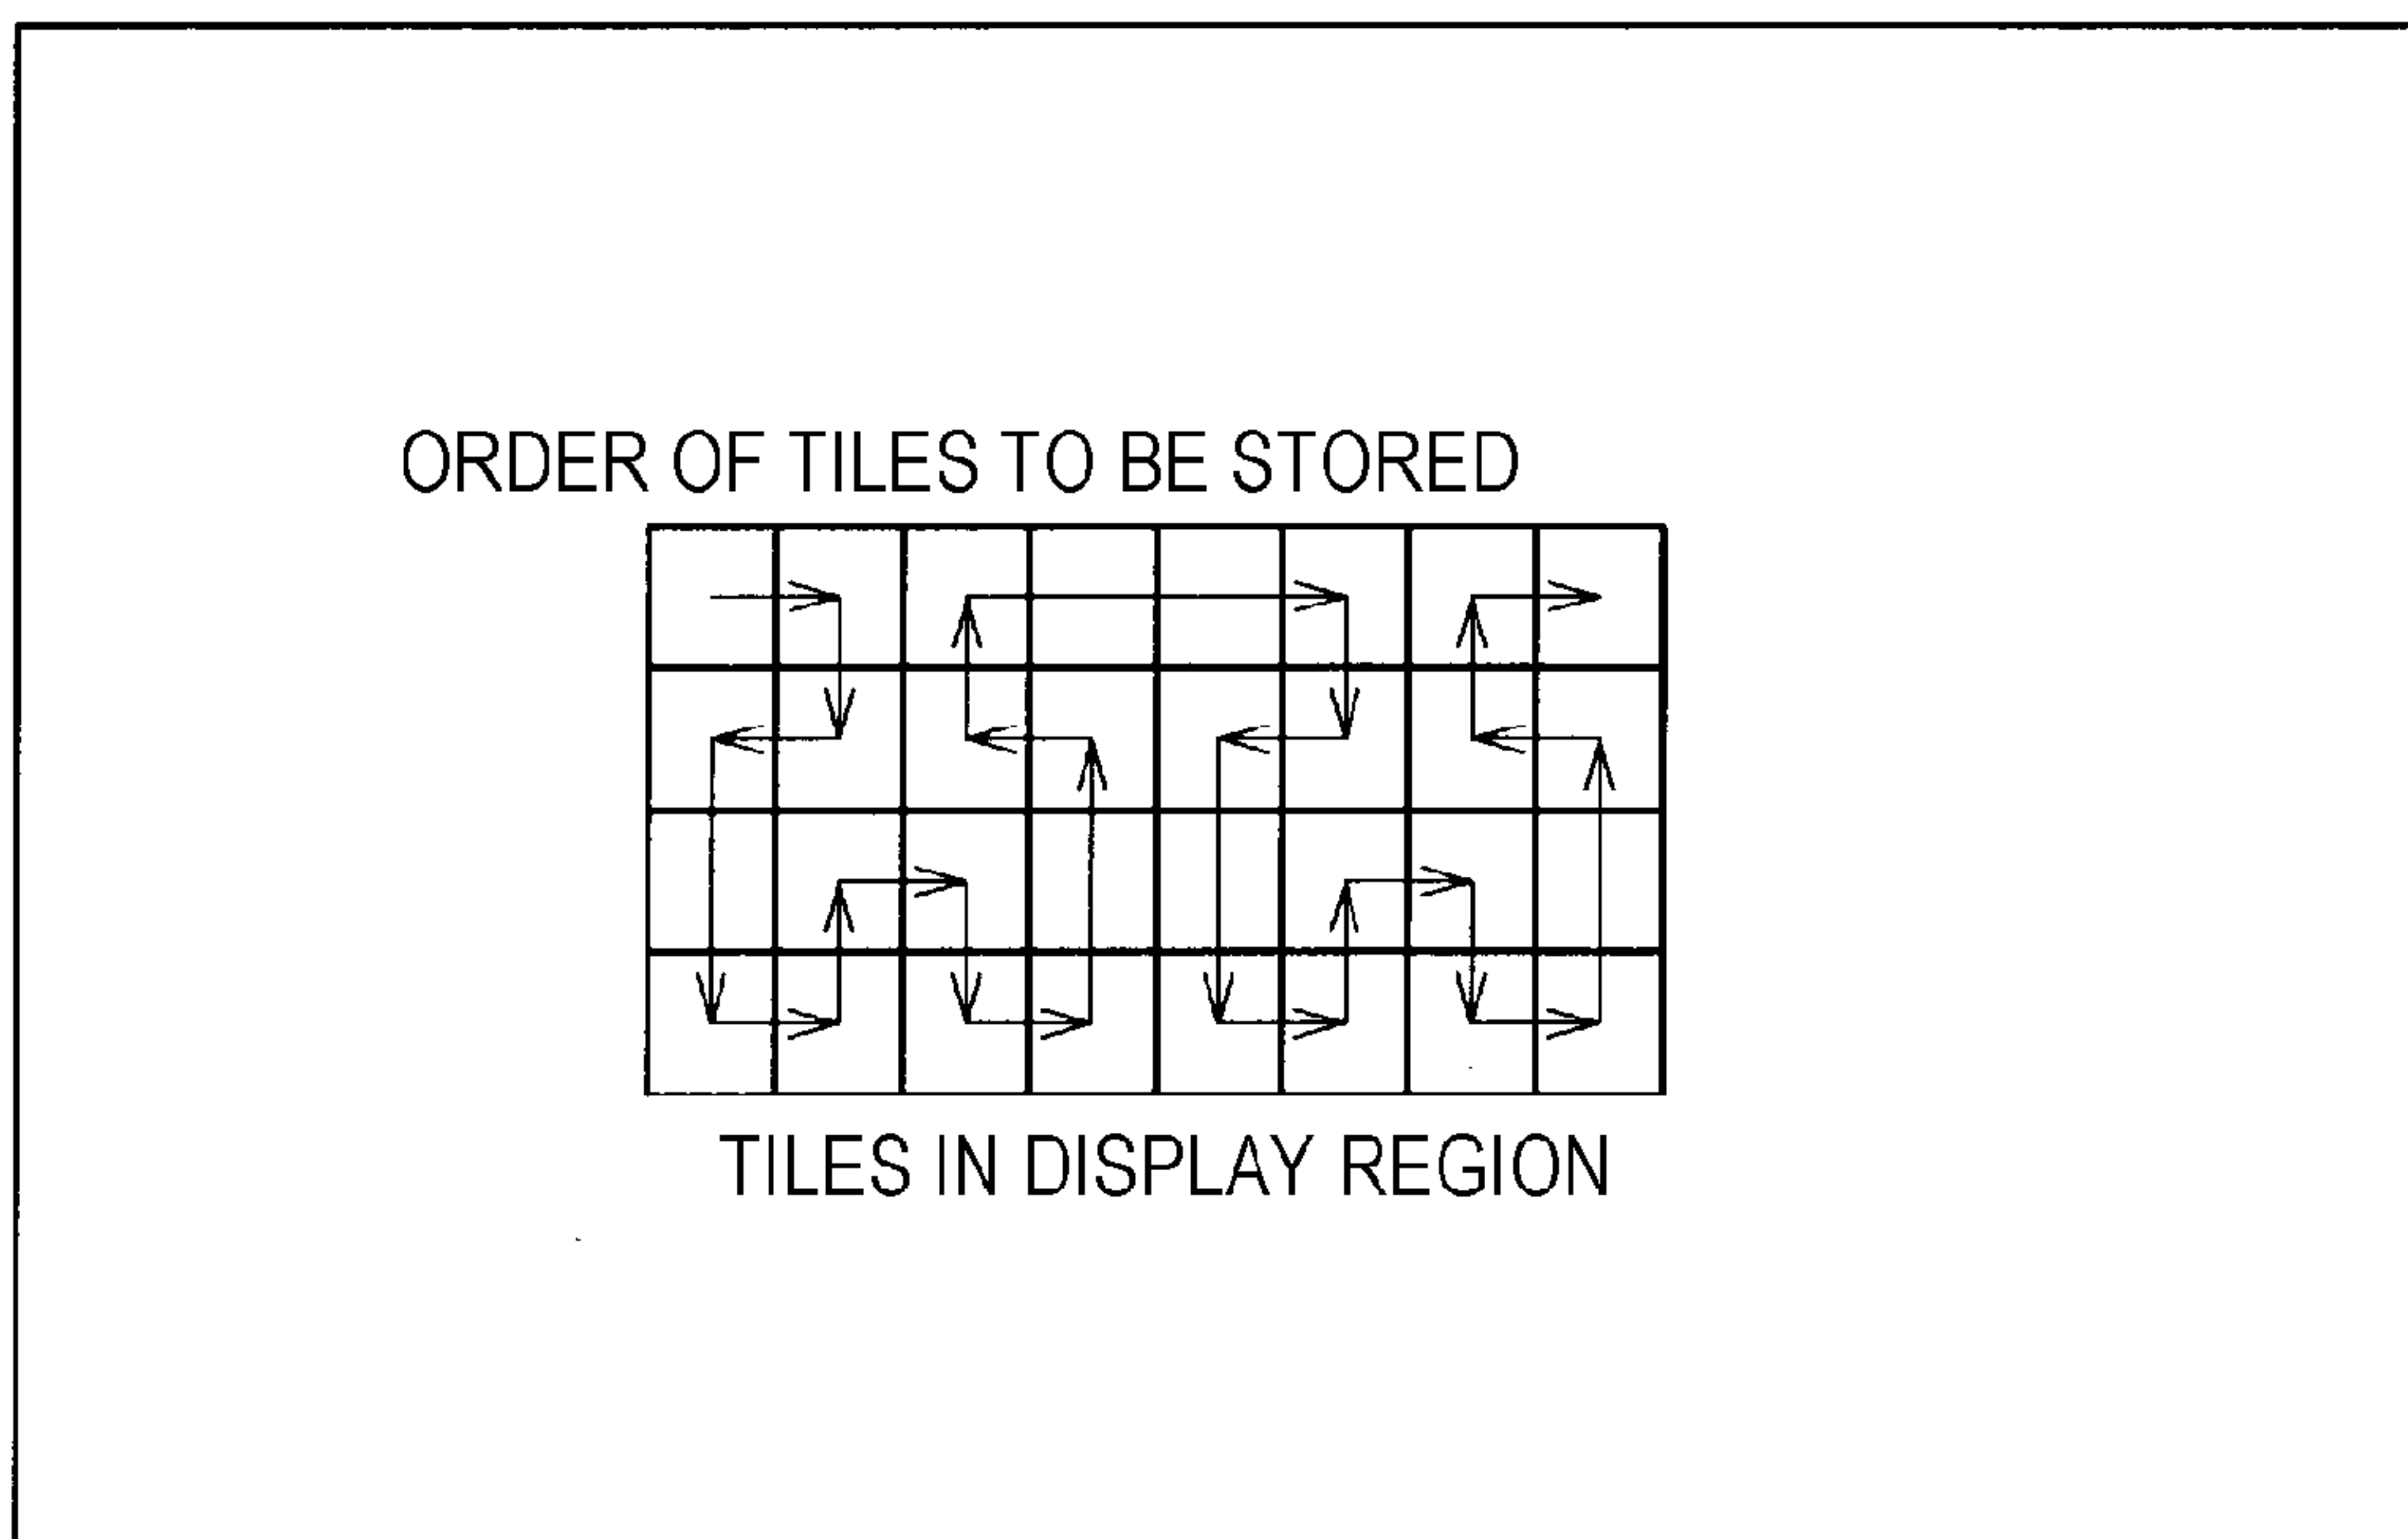 ORDER OF TILES TO BE STORED
TILES IN DISPLAY REGION